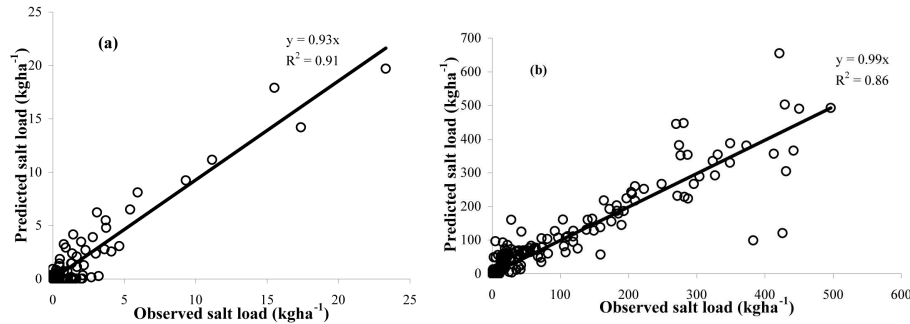 25
20
15
10
5
0
0 5 10 15 20 25
Predicted salt load (kgha⁻¹)
Observed salt load (kgha⁻¹)
(a)
y = 0.93x
R² = 0.91
700
600
500
400
300
200
100
0
0 100 200 300 400 500 600
Predicted salt load (kgha⁻¹)
Observed salt load (kgha⁻¹)
(b)
y = 0.99x
R² = 0.86